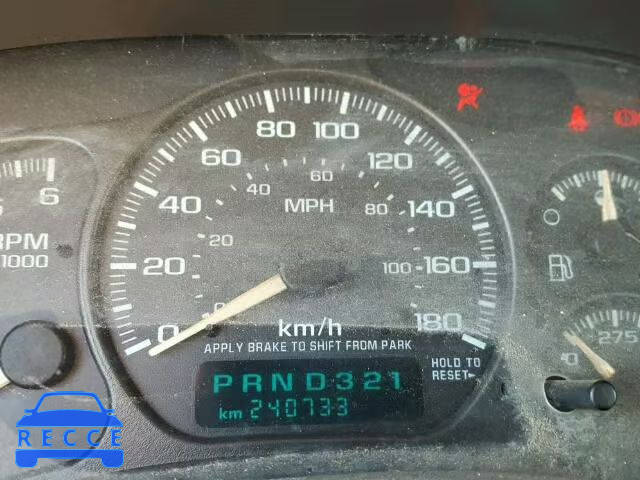 80 100
60 120
60
40
6
40 MPH 80 140
RPM
1000
20
20 100 160
0
0 km/h 180
275
40
APPLY BRAKE TO SHIFT FROM PARK
HOLD TO
RESET
PRND321
km 240733
RECCE